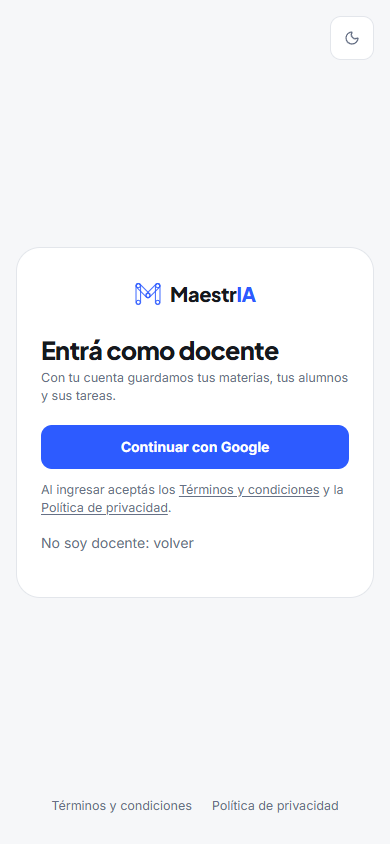 MaestrIA
Entrá como docente
Con tu cuenta guardamos tus materias, tus alumnos
y sus tareas.
Continuar con Google
Al ingresar aceptás los Términos y condiciones y la
Política de privacidad.
No soy docente: volver
Términos y condiciones Política de privacidad